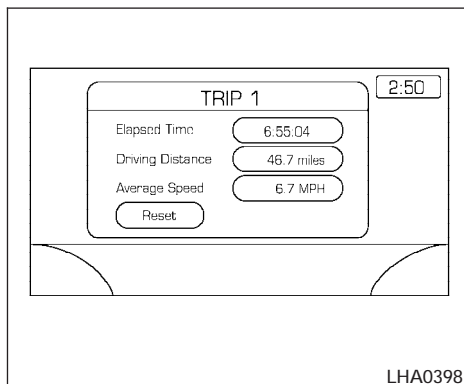 2:50
TRIP 1
Elapsed Time 6:55:04
Driving Distance 46.7 miles
Average Speed 6.7 MPH
Reset
LHA0398